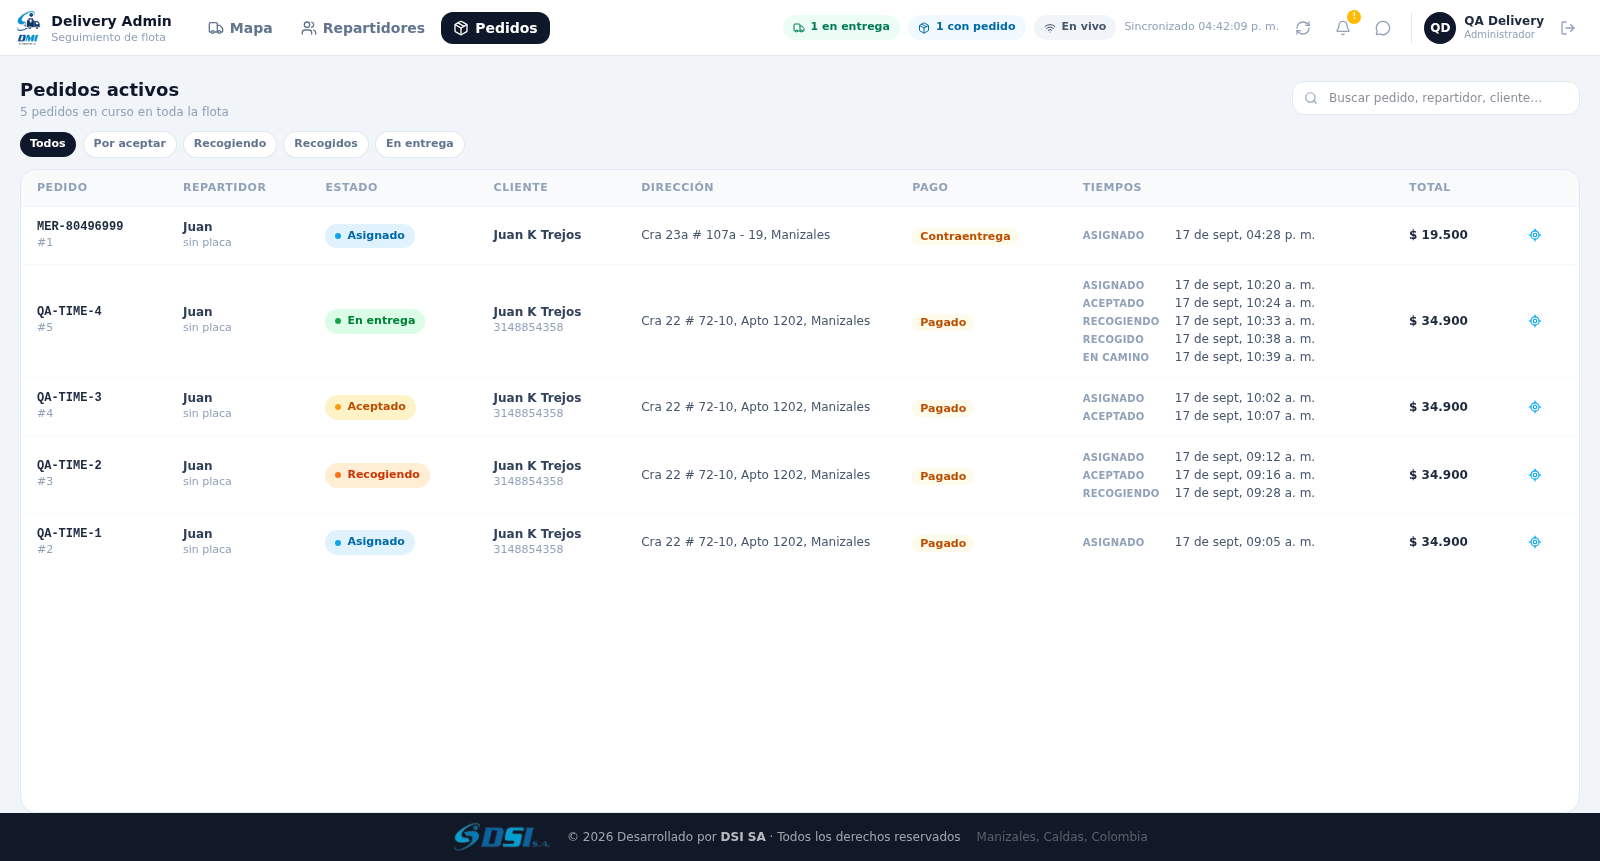 Delivery Admin
Seguimiento de flota
Mapa
Repartidores
Pedidos
1 en entrega
1 con pedido
En vivo
Sincronizado 04:42:09 p. m.
!
QD
QA Delivery
Administrador
DMI
Pedidos activos
5 pedidos en curso en toda la flota
Buscar pedido, repartidor, cliente...
Todos
Por aceptar
Recogiendo
Recogidos
En entrega
PEDIDO REPARTIDOR ESTADO CLIENTE DIRECCIÓN PAGO TIEMPOS TOTAL
MER-80496999
#1
Juan
sin placa
Asignado
Juan K Trejos
Cra 23a # 107a - 19, Manizales
Contraentrega
ASIGNADO 17 de sept, 04:28 p. m.
$ 19.500
QA-TIME-4
#5
Juan
sin placa
En entrega
Juan K Trejos
3148854358
Cra 22 # 72-10, Apto 1202, Manizales
Pagado
ASIGNADO 17 de sept, 10:20 a. m.
ACEPTADO 17 de sept, 10:24 a. m.
RECOGIENDO 17 de sept, 10:33 a. m.
RECOGIDO 17 de sept, 10:38 a. m.
EN CAMINO 17 de sept, 10:39 a. m.
$ 34.900
QA-TIME-3
#4
Juan
sin placa
Aceptado
Juan K Trejos
3148854358
Cra 22 # 72-10, Apto 1202, Manizales
Pagado
ASIGNADO 17 de sept, 10:02 a. m.
ACEPTADO 17 de sept, 10:07 a. m.
$ 34.900
QA-TIME-2
#3
Juan
sin placa
Recogiendo
Juan K Trejos
3148854358
Cra 22 # 72-10, Apto 1202, Manizales
Pagado
ASIGNADO 17 de sept, 09:12 a. m.
ACEPTADO 17 de sept, 09:16 a. m.
RECOGIENDO 17 de sept, 09:28 a. m.
$ 34.900
QA-TIME-1
#2
Juan
sin placa
Asignado
Juan K Trejos
3148854358
Cra 22 # 72-10, Apto 1202, Manizales
Pagado
ASIGNADO 17 de sept, 09:05 a. m.
$ 34.900
DSI S.A.
© 2026 Desarrollado por DSI SA · Todos los derechos reservados
Manizales, Caldas, Colombia